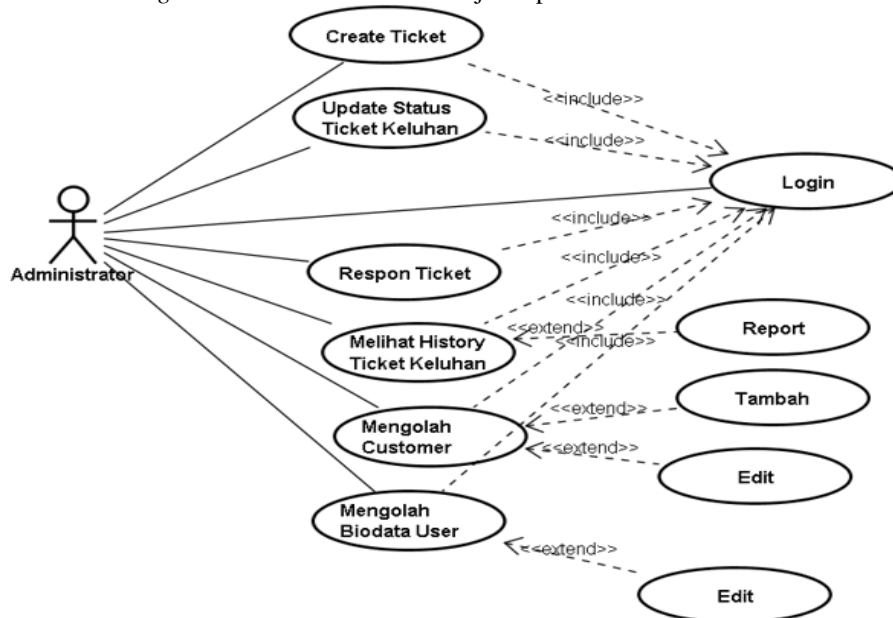 Create Ticket
<<include>>
Update Status
Ticket Keluhan
<<include>>
Login
Administrator
<<include>>
Respon Ticket
<<include>>
<<include>>
Melihat History
Ticket Keluhan
<<extend>>
<<include>>
Report
Mengolah
Customer
<<extend>>
Tambah
<<extend>>
Edit
Mengolah
Biodata User
<<extend>>
Edit